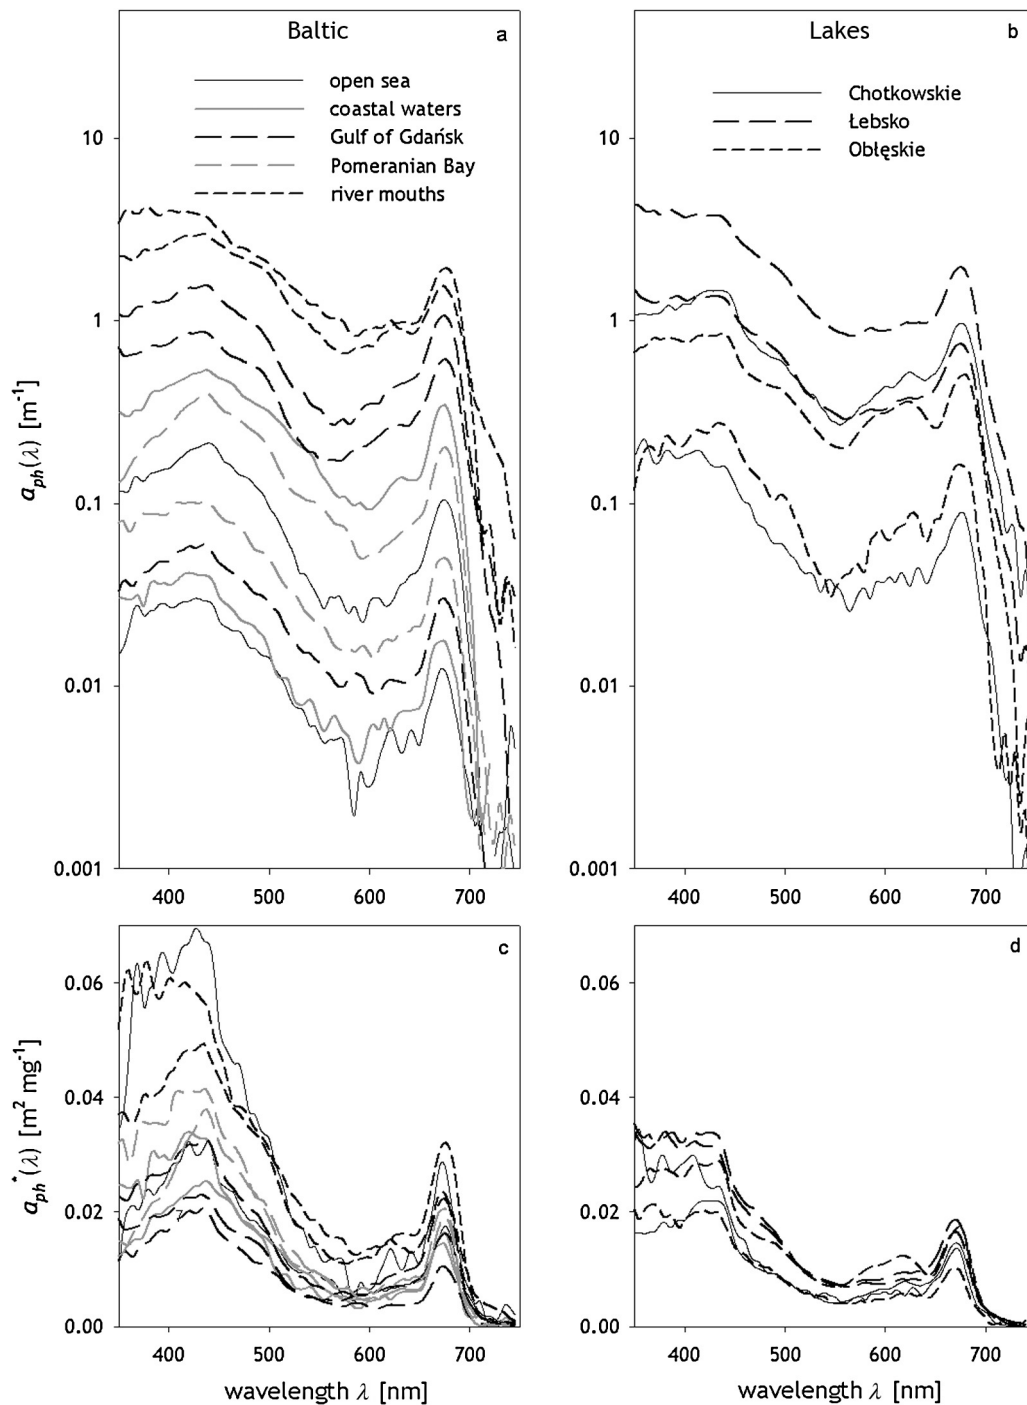 Baltic
a
open sea
coastal waters
Gulf of Gdańsk
Pomeranian Bay
river mouths
10
1
0.1
0.01
0.001
a_ph(λ) [m⁻¹]
400 500 600 700
Lakes
b
Chotkowskie
Łebsko
Obłęskie
10
1
0.1
0.01
0.001
400 500 600 700
c
0.06
0.04
0.02
0.00
a_ph*(λ) [m² mg⁻¹]
400 500 600 700
wavelength λ [nm]
d
0.06
0.04
0.02
0.00
400 500 600 700
wavelength λ [nm]